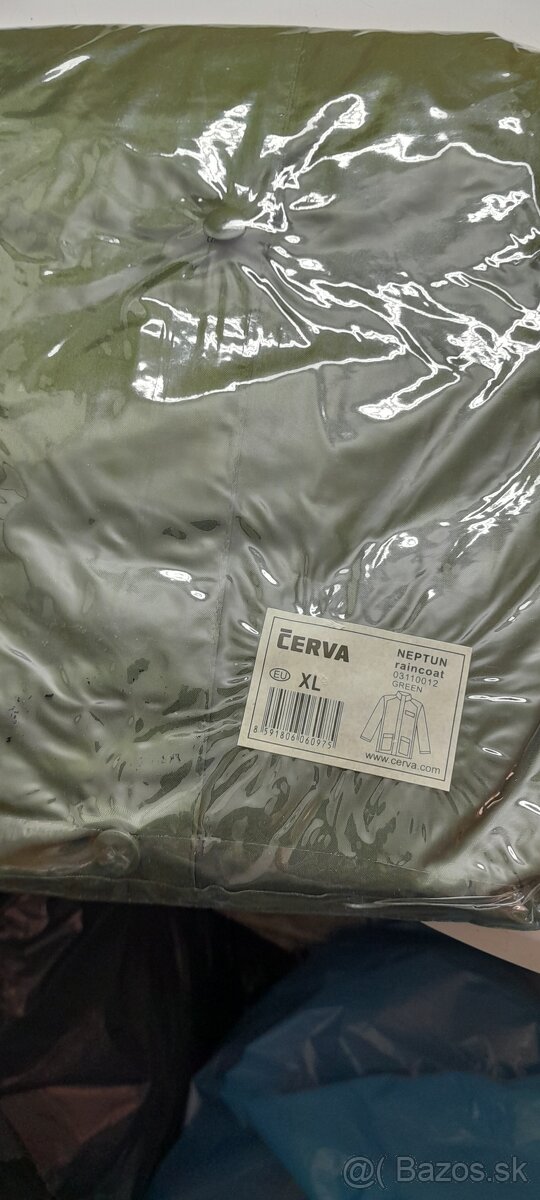 ČERVA
NEPTUN
raincoat
03110012
GREEN
EU XL
8 591806 060975
www.cerva.com
@( Bazos.sk